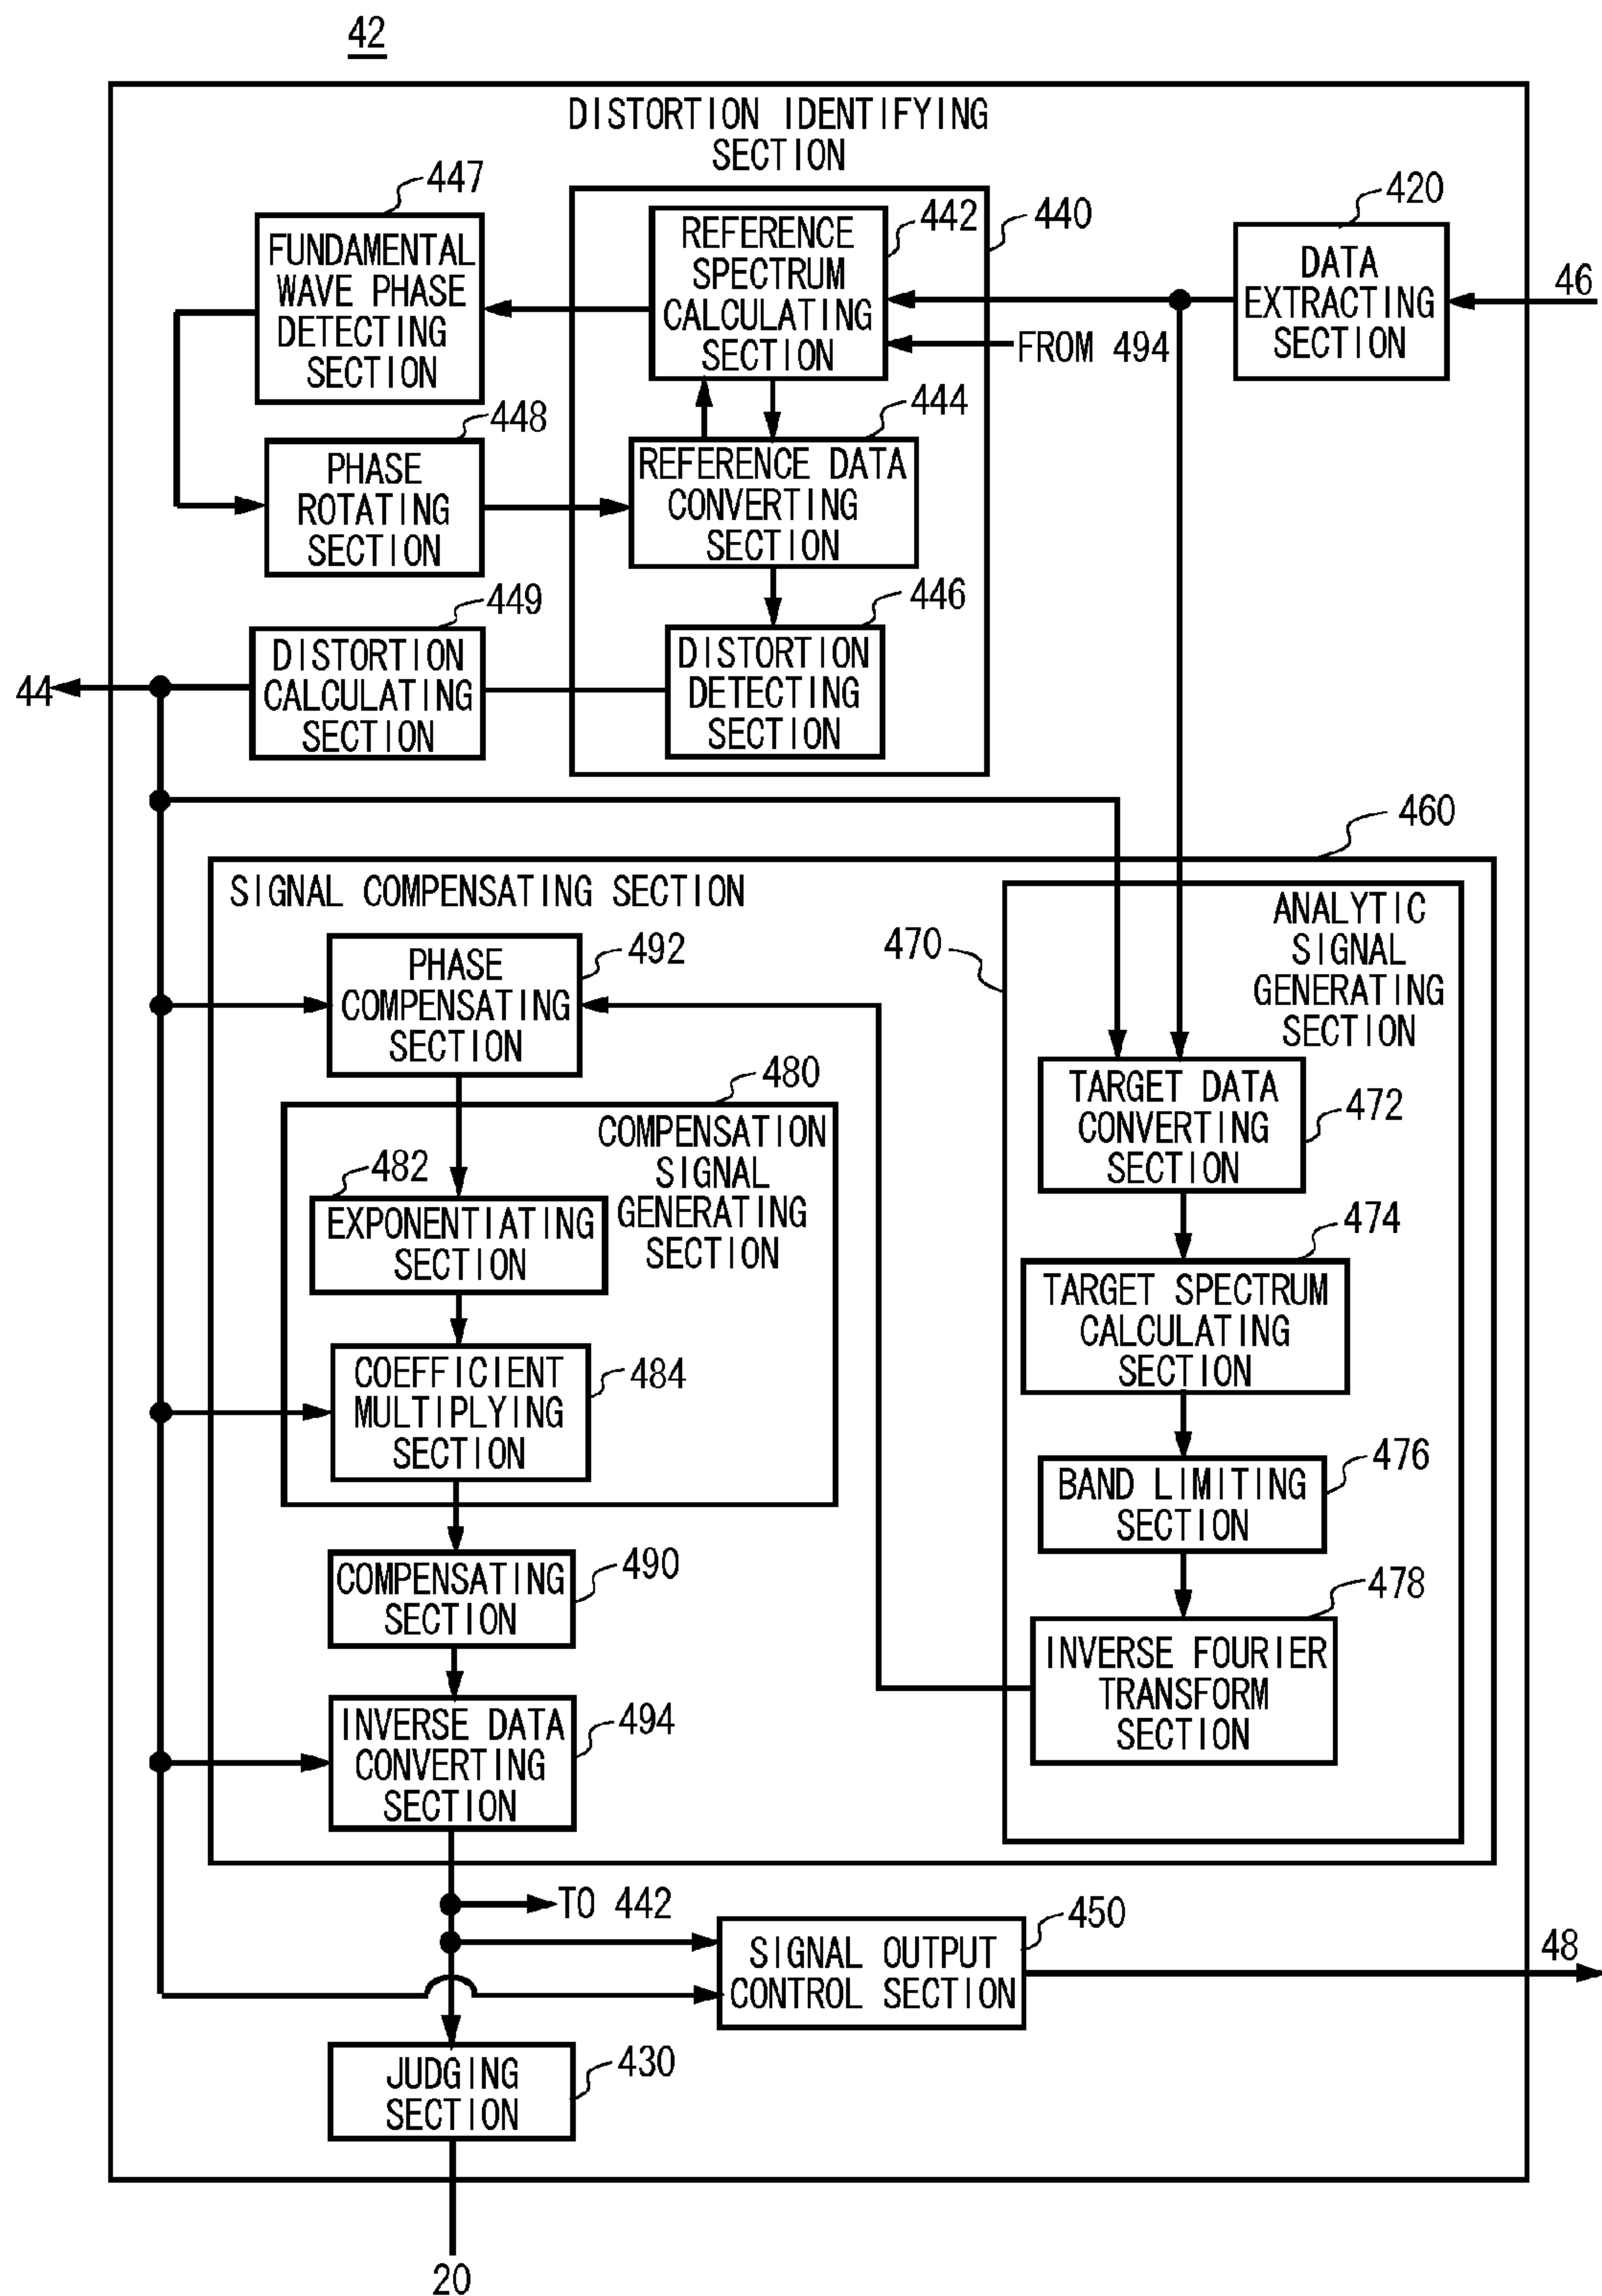 42
DISTORTION IDENTIFYING
SECTION
447
FUNDAMENTAL
WAVE PHASE
DETECTING
SECTION
REFERENCE
SPECTRUM
CALCULATING
SECTION
442
440
420
DATA
EXTRACTING
SECTION
46
FROM 494
448
PHASE
ROTATING
SECTION
444
REFERENCE DATA
CONVERTING
SECTION
449
DISTORTION
CALCULATING
SECTION
446
DISTORTION
DETECTING
SECTION
44
460
SIGNAL COMPENSATING SECTION
470
ANALYTIC
SIGNAL
GENERATING
SECTION
PHASE
COMPENSATING
SECTION
492
480
COMPENSATION
SIGNAL
GENERATING
SECTION
482
EXPONENTIATING
SECTION
COEFFICIENT
MULTIPLYING
SECTION
484
TARGET DATA
CONVERTING
SECTION
472
474
TARGET SPECTRUM
CALCULATING
SECTION
476
BAND LIMITING
SECTION
478
INVERSE FOURIER
TRANSFORM
SECTION
COMPENSATING
SECTION
490
INVERSE DATA
CONVERTING
SECTION
494
TO 442
450
SIGNAL OUTPUT
CONTROL SECTION
48
JUDGING
SECTION
430
20